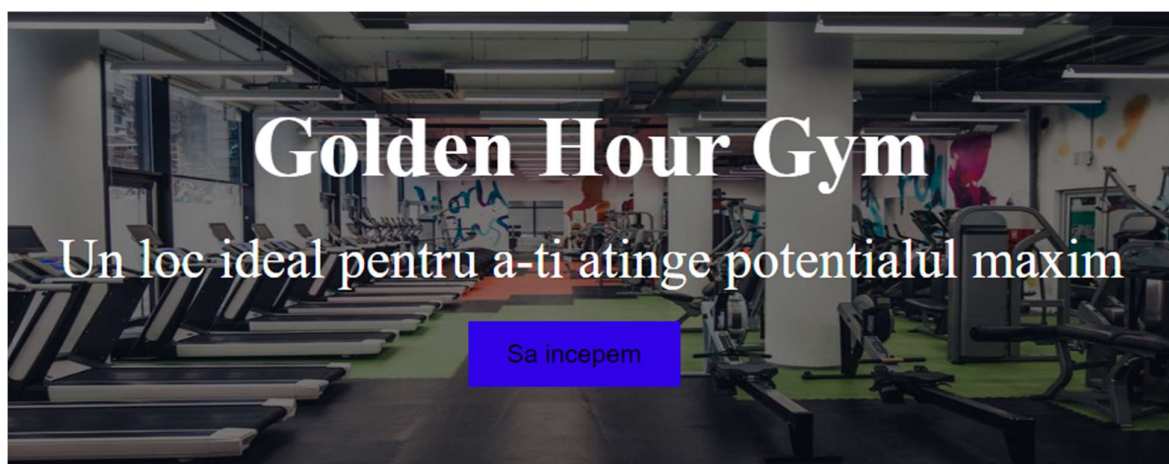 Golden Hour Gym
Un loc ideal pentru a-ti atinge potentialul maxim
Sa incepem